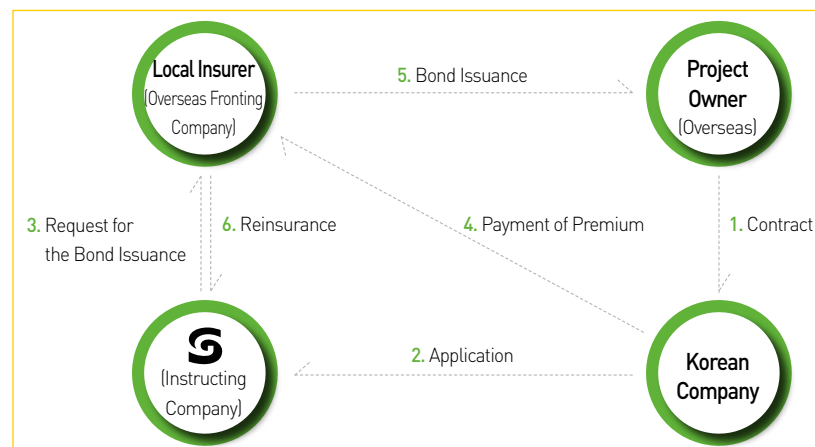 Local Insurer
(Overseas Fronting
Company)
5. Bond Issuance
Project
Owner
(Overseas)
3. Request for
the Bond Issuance
6. Reinsurance
4. Payment of Premium
1. Contract
(Instructing
Company)
2. Application
Korean
Company